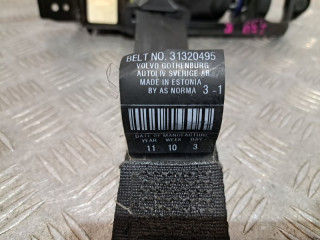 BELT NO. 31320495
VOLVO GOTHENBURG
AUTOLIV SVERIGE AB
MADE IN ESTONIA
BY AS NORMA 3-1
DATE OF MANUFACTURE
YEAR WEEK DAY
11 10 3